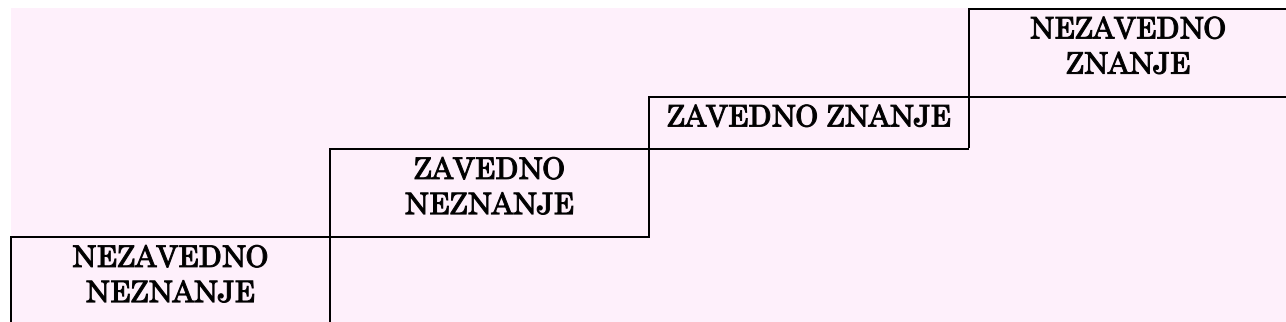 NEZAVEDNO
ZNANJE
ZAVEDNO ZNANJE
ZAVEDNO
NEZNANJE
NEZAVEDNO
NEZNANJE